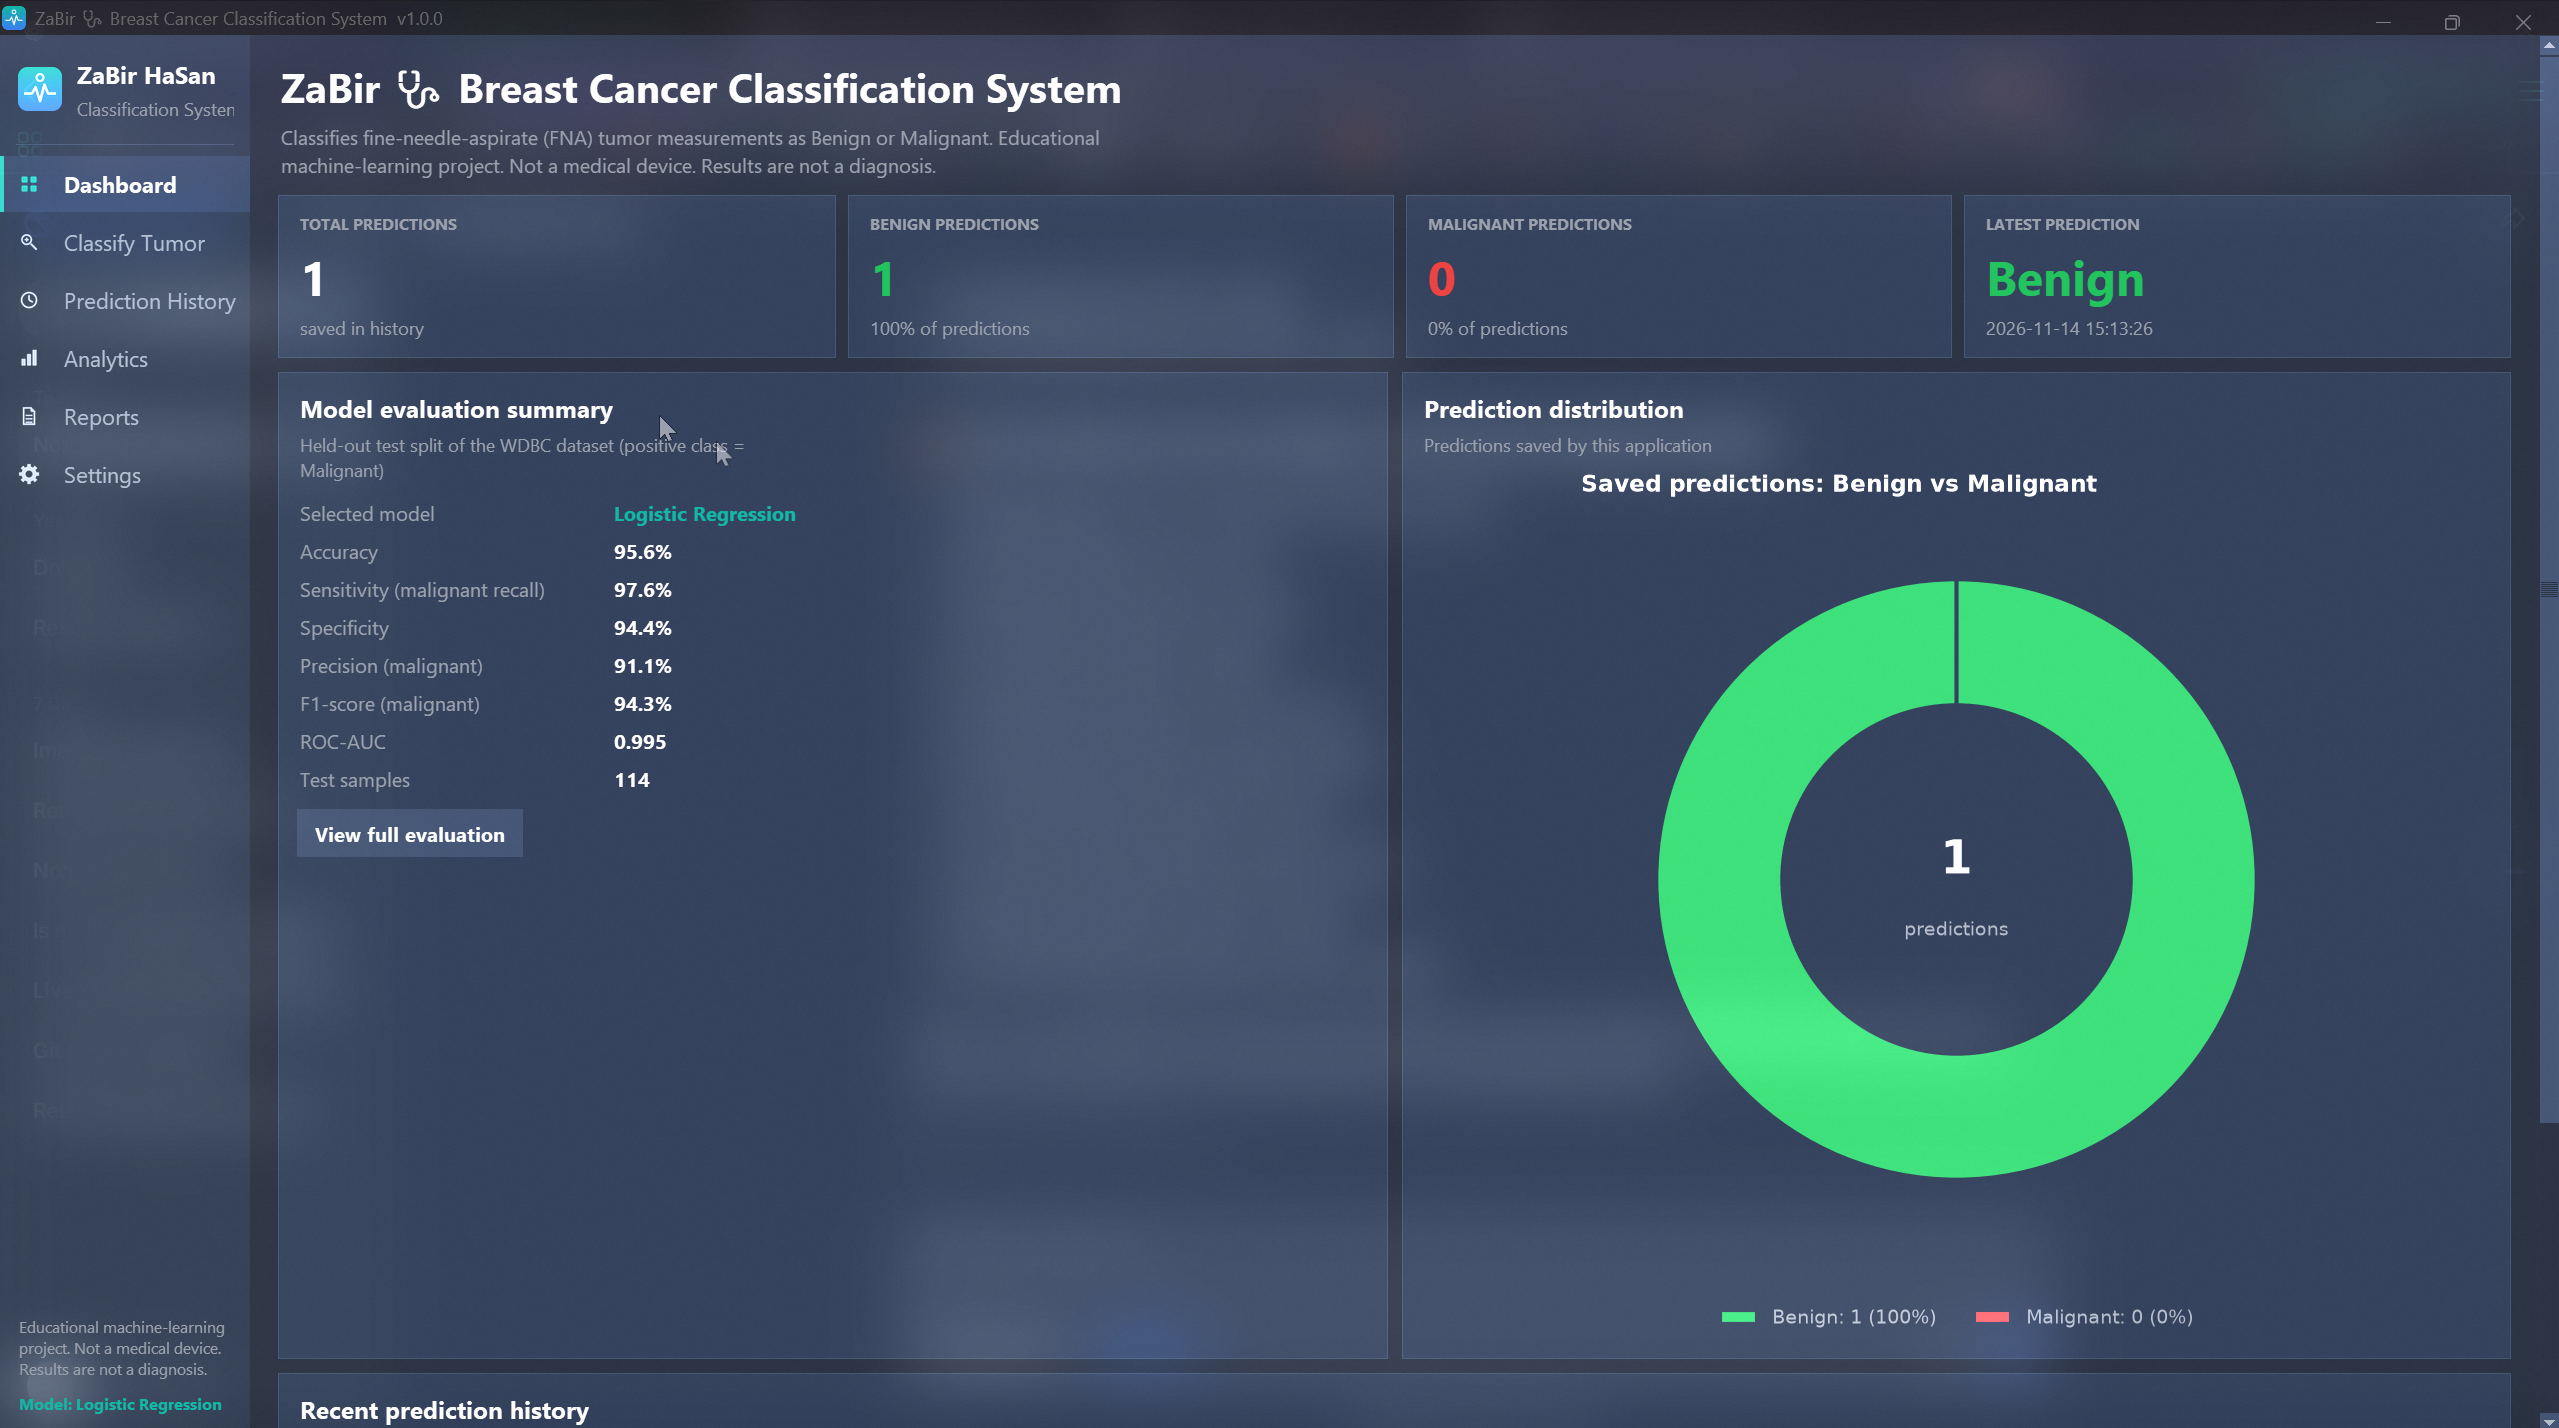 ZaBir Breast Cancer Classification System v1.0.0
ZaBir HaSan
Classification System
Dashboard
Classify Tumor
Prediction History
Analytics
Reports
Settings
Educational machine-learning
project. Not a medical device.
Results are not a diagnosis.
Model: Logistic Regression
ZaBir Breast Cancer Classification System
Classifies fine-needle-aspirate (FNA) tumor measurements as Benign or Malignant. Educational
machine-learning project. Not a medical device. Results are not a diagnosis.
TOTAL PREDICTIONS
1
saved in history
BENIGN PREDICTIONS
1
100% of predictions
MALIGNANT PREDICTIONS
0
0% of predictions
LATEST PREDICTION
Benign
2026-11-14 15:13:26
Model evaluation summary
Held-out test split of the WDBC dataset (positive class =
Malignant)
Selected model Logistic Regression
Accuracy 95.6%
Sensitivity (malignant recall) 97.6%
Specificity 94.4%
Precision (malignant) 91.1%
F1-score (malignant) 94.3%
ROC-AUC 0.995
Test samples 114
View full evaluation
Prediction distribution
Predictions saved by this application
Saved predictions: Benign vs Malignant
1
predictions
Benign: 1 (100%) Malignant: 0 (0%)
Recent prediction history